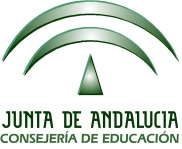 JUNTA DE ANDALUCIA
CONSEJERÍA DE EDUCACIÓN